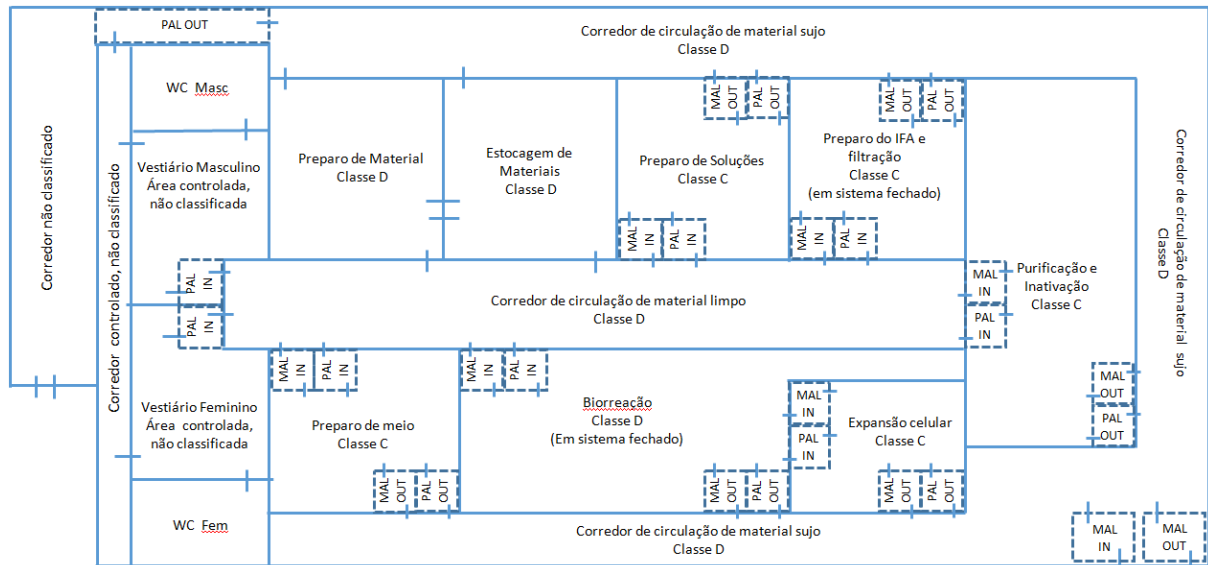 PAL OUT
Corredor de circulação de material sujo
Classe D
WC Masc
MAL
OUT
PAL
OUT
MAL
OUT
PAL
OUT
Corredor não classificado
Corredor controlado, não classificado
Vestiário Masculino
Área controlada,
não classificada
Preparo de Material
Classe D
Estocagem de
Materiais
Classe D
Preparo de Soluções
Classe C
Preparo do IFA e
filtração
Classe C
(em sistema fechado)
Corredor de circulação de material sujo
Classe D
MAL
IN
PAL
IN
MAL
IN
PAL
IN
PAL
IN
PAL
IN
Corredor de circulação de material limpo
Classe D
MAL
IN
PAL
IN
Purificação e
Inativação
Classe C
MAL
IN
PAL
IN
MAL
IN
PAL
IN
MAL
OUT
PAL
OUT
Vestiário Feminino
Área controlada,
não classificada
Preparo de meio
Classe C
Biorreação
Classe D
(Em sistema fechado)
MAL
IN
PAL
IN
Expansão celular
Classe C
MAL
OUT
PAL
OUT
MAL
OUT
PAL
OUT
MAL
OUT
PAL
OUT
WC Fem
Corredor de circulação de material sujo
Classe D
MAL
IN
MAL
OUT